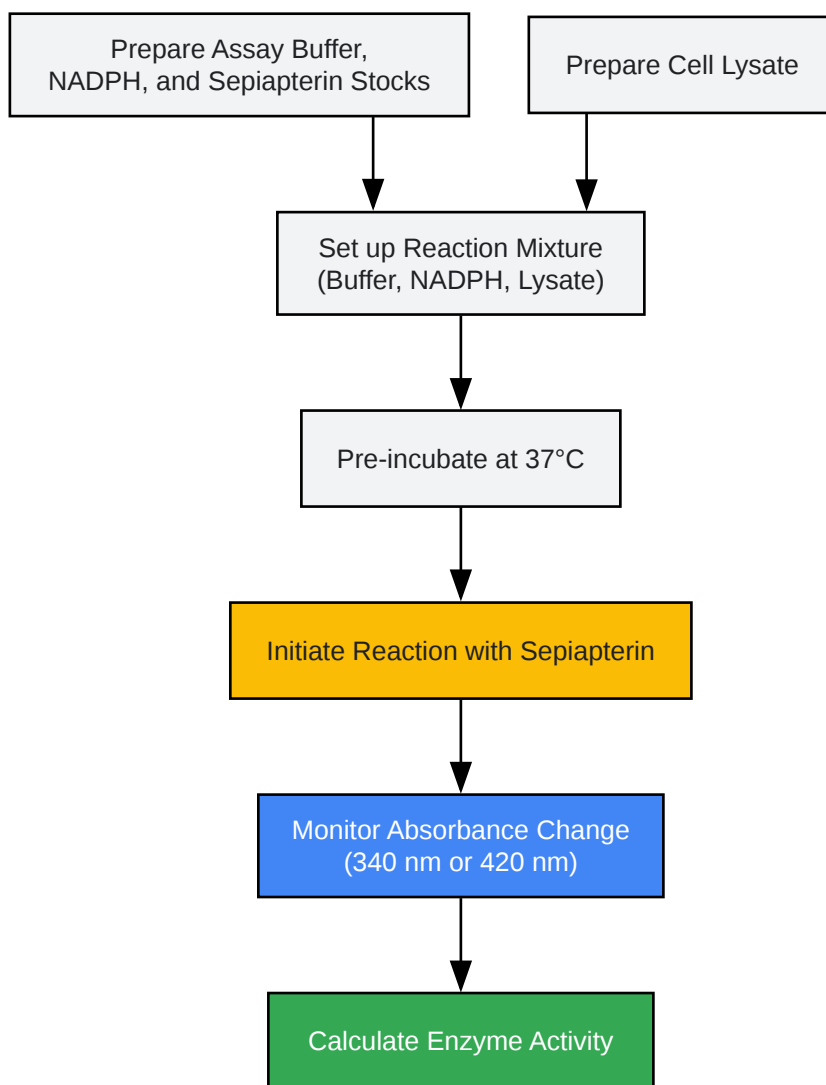 Prepare Assay Buffer,
NADPH, and Sepiapterin Stocks
Prepare Cell Lysate
Set up Reaction Mixture
(Buffer, NADPH, Lysate)
Pre-incubate at 37°C
Initiate Reaction with Sepiapterin
Monitor Absorbance Change
(340 nm or 420 nm)
Calculate Enzyme Activity